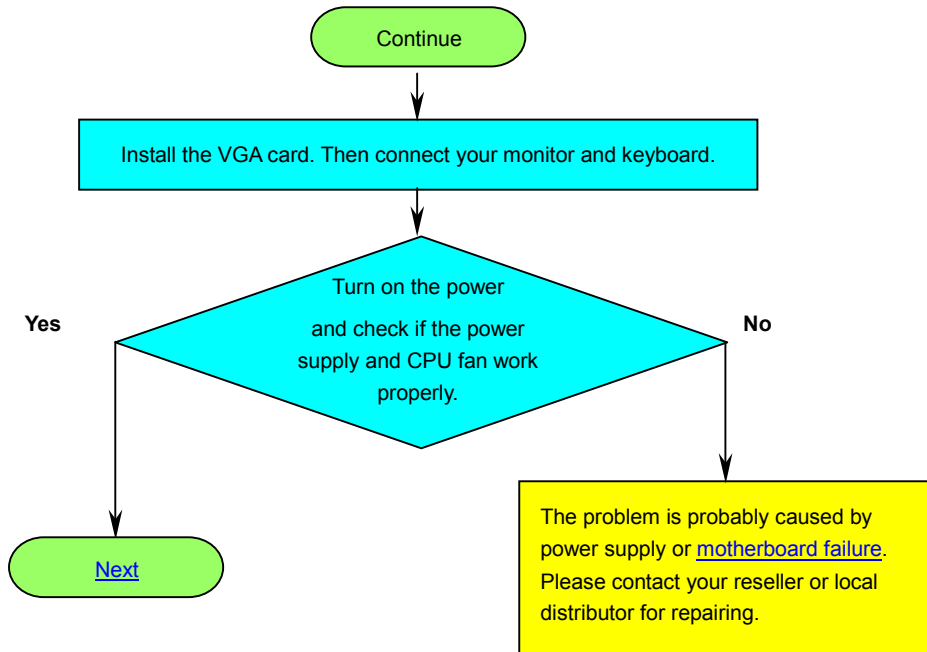 Continue
Install the VGA card. Then connect your monitor and keyboard.
Turn on the power
and check if the power
supply and CPU fan work
properly.
Yes
No
Next
The problem is probably caused by
power supply or motherboard failure.
Please contact your reseller or local
distributor for repairing.